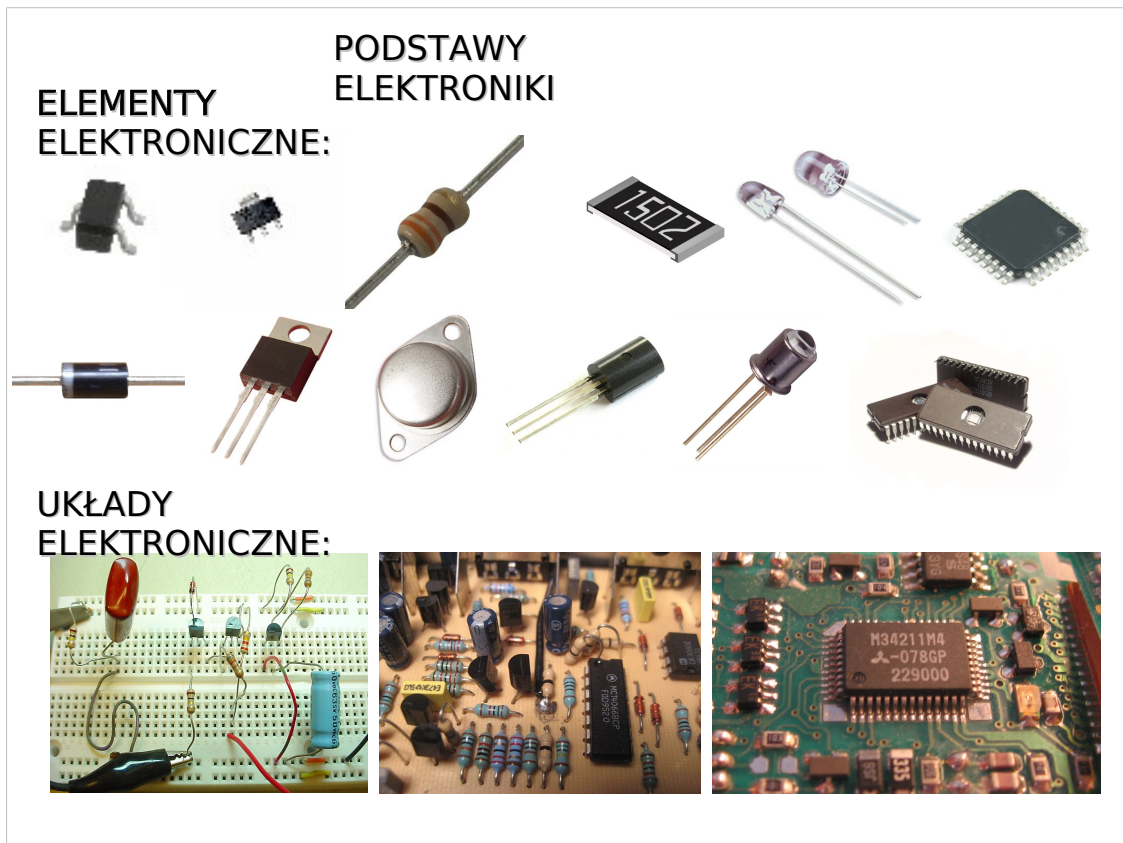 PODSTAWY
ELEKTRONIKI
ELEMENTY
ELEKTRONICZNE:
1502
UKŁADY
ELEKTRONICZNE:
M34211M4
-078GP
229000